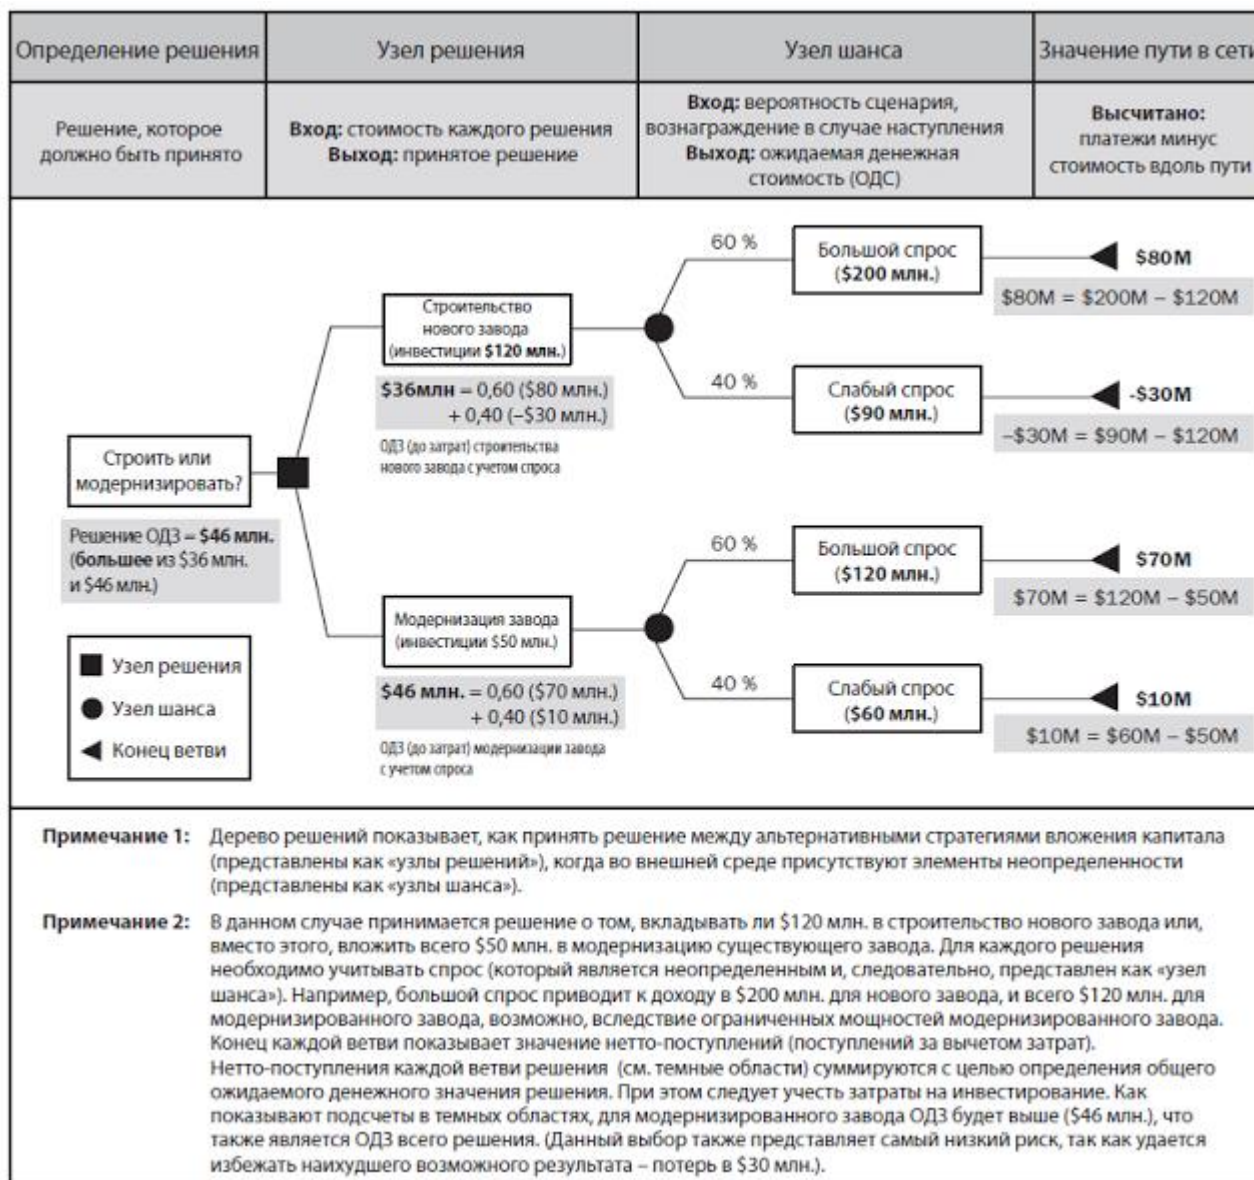 Определение решения
Узел решения
Узел шанса
Значение пути в сети
Решение, которое
должно быть принято
Вход: стоимость каждого решения
Выход: принятое решение
Вход: вероятность сценария,
вознаграждение в случае наступления
Выход: ожидаемая денежная
стоимость (ОДС)
Высчитано:
платежи минус
стоимость вдоль пути
Строить или
модернизировать?
Решение ОДЗ = $46 млн.
(большее из $36 млн.
и $46 млн.)
Строительство
нового завода
(инвестиции $120 млн.)
$36млн = 0,60 ($80 млн.)
+ 0,40 (–$30 млн.)
ОДЗ (до затрат) строительства
нового завода с учетом спроса
60 %
Большой спрос
($200 млн.)
$80M
$80M = $200M – $120M
40 %
Слабый спрос
($90 млн.)
-$30M
–$30M = $90M – $120M
Модернизация завода
(инвестиции $50 млн.)
$46 млн. = 0,60 ($70 млн.)
+ 0,40 ($10 млн.)
ОДЗ (до затрат) модернизации завода
с учетом спроса
60 %
Большой спрос
($120 млн.)
$70M
$70M = $120M – $50M
40 %
Слабый спрос
($60 млн.)
$10M
$10M = $60M – $50M
Узел решения
Узел шанса
Конец ветви
Примечание 1: Дерево решений показывает, как принять решение между альтернативными стратегиями вложения капитала
(представлены как «узлы решений»), когда во внешней среде присутствуют элементы неопределенности
(представлены как «узлы шанса»).
Примечание 2: В данном случае принимается решение о том, вкладывать ли $120 млн. в строительство нового завода или,
вместо этого, вложить всего $50 млн. в модернизацию существующего завода. Для каждого решения
необходимо учитывать спрос (который является неопределенным и, следовательно, представлен как «узел
шанса»). Например, большой спрос приводит к доходу в $200 млн. для нового завода, и всего $120 млн. для
модернизированного завода, возможно, вследствие ограниченных мощностей модернизированного завода.
Конец каждой ветви показывает значение нетто-поступлений (поступлений за вычетом затрат).
Нетто-поступления каждой ветви решения (см. темные области) суммируются с целью определения общего
ожидаемого денежного значения решения. При этом следует учесть затраты на инвестирование. Как
показывают подсчеты в темных областях, для модернизированного завода ОДЗ будет выше ($46 млн.), что
также является ОДЗ всего решения. (Данный выбор также представляет самый низкий риск, так как удается
избежать наихудшего возможного результата – потерь в $30 млн.).